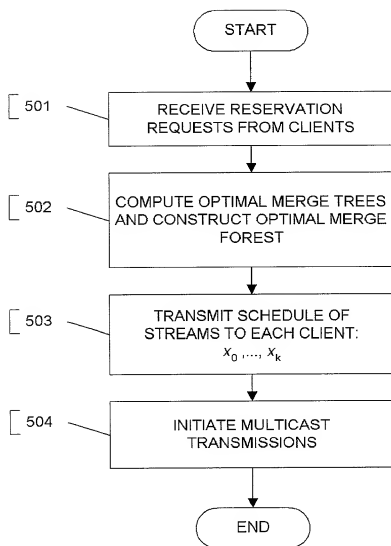 START
501
RECEIVE RESERVATION
REQUESTS FROM CLIENTS
502
COMPUTE OPTIMAL MERGE TREES
AND CONSTRUCT OPTIMAL MERGE
FOREST
503
TRANSMIT SCHEDULE OF
STREAMS TO EACH CLIENT:
x0 ,..., xk
504
INITIATE MULTICAST
TRANSMISSIONS
END